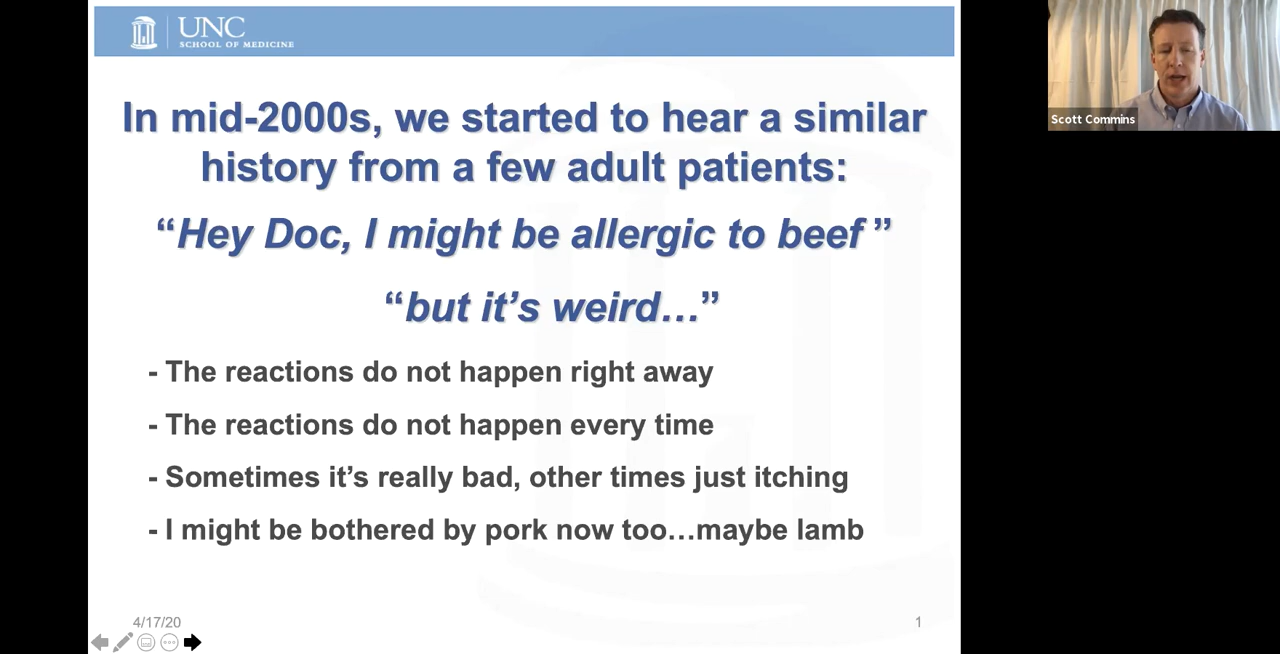 UNC
SCHOOL OF MEDICINE
In mid-2000s, we started to hear a similar
history from a few adult patients:
“Hey Doc, I might be allergic to beef ”
“but it’s weird…”
- The reactions do not happen right away
- The reactions do not happen every time
- Sometimes it’s really bad, other times just itching
- I might be bothered by pork now too…maybe lamb
4/17/20
1
Scott Commins